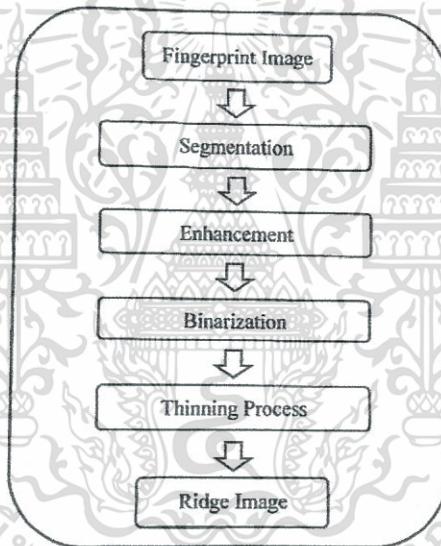 Fingerprint Image
Segmentation
Enhancement
Binarization
Thinning Process
Ridge Image